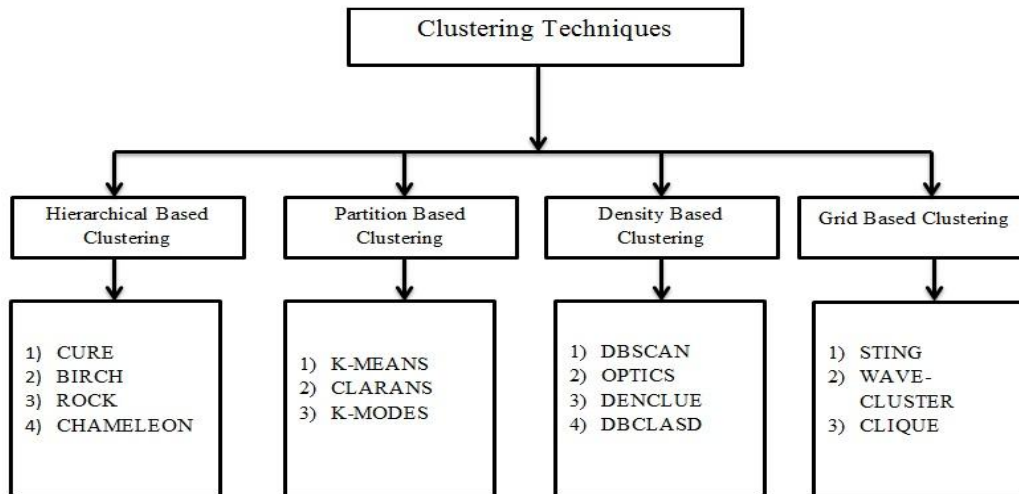 Clustering Techniques
Hierarchical Based
Clustering
Partition Based
Clustering
Density Based
Clustering
Grid Based Clustering
1) CURE
2) BIRCH
3) ROCK
4) CHAMELEON
1) K-MEANS
2) CLARANS
3) K-MODES
1) DBSCAN
2) OPTICS
3) DENCLUE
4) DBCLASD
1) STING
2) WAVE-
CLUSTER
3) CLIQUE